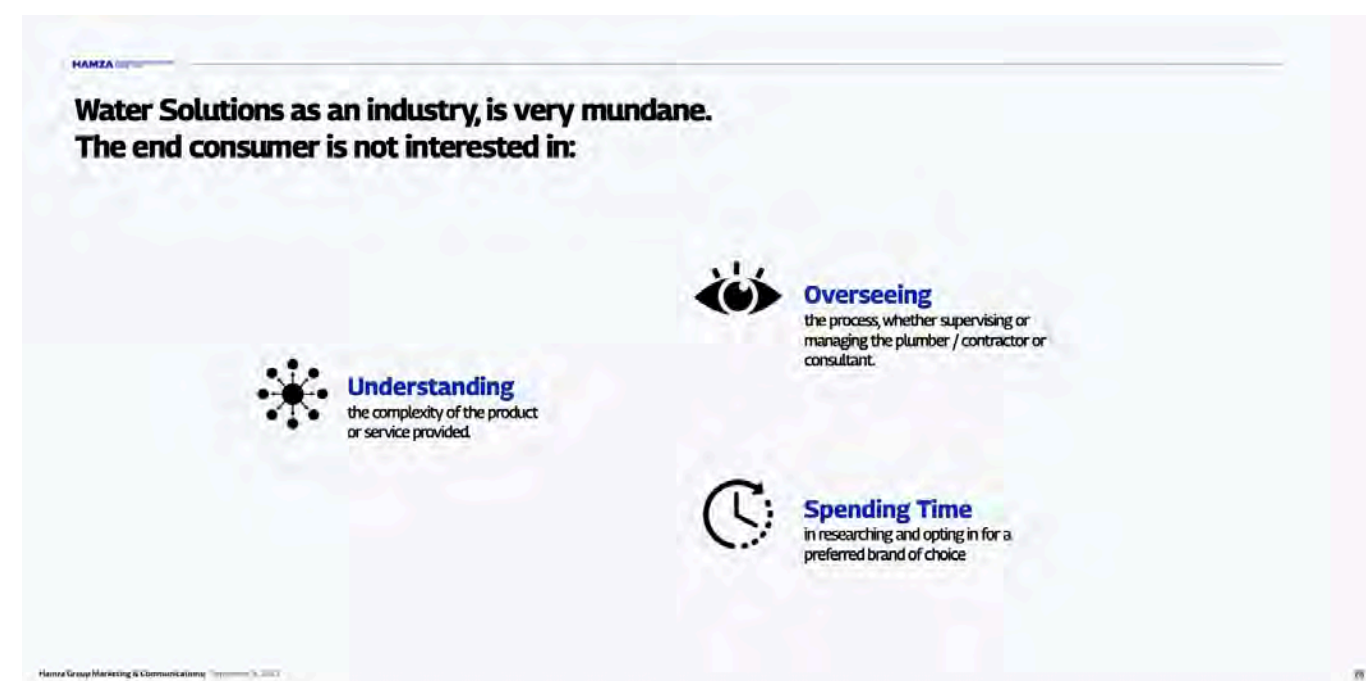 HAMZA
Water Solutions as an industry, is very mundane.
The end consumer is not interested in:
Overseeing
the process, whether supervising or
managing the plumber / contractor or
consultant.
Understanding
the complexity of the product
or service provided.
Spending Time
in researching and opting in for a
preferred brand of choice
Hamza Group Marketing & Communications